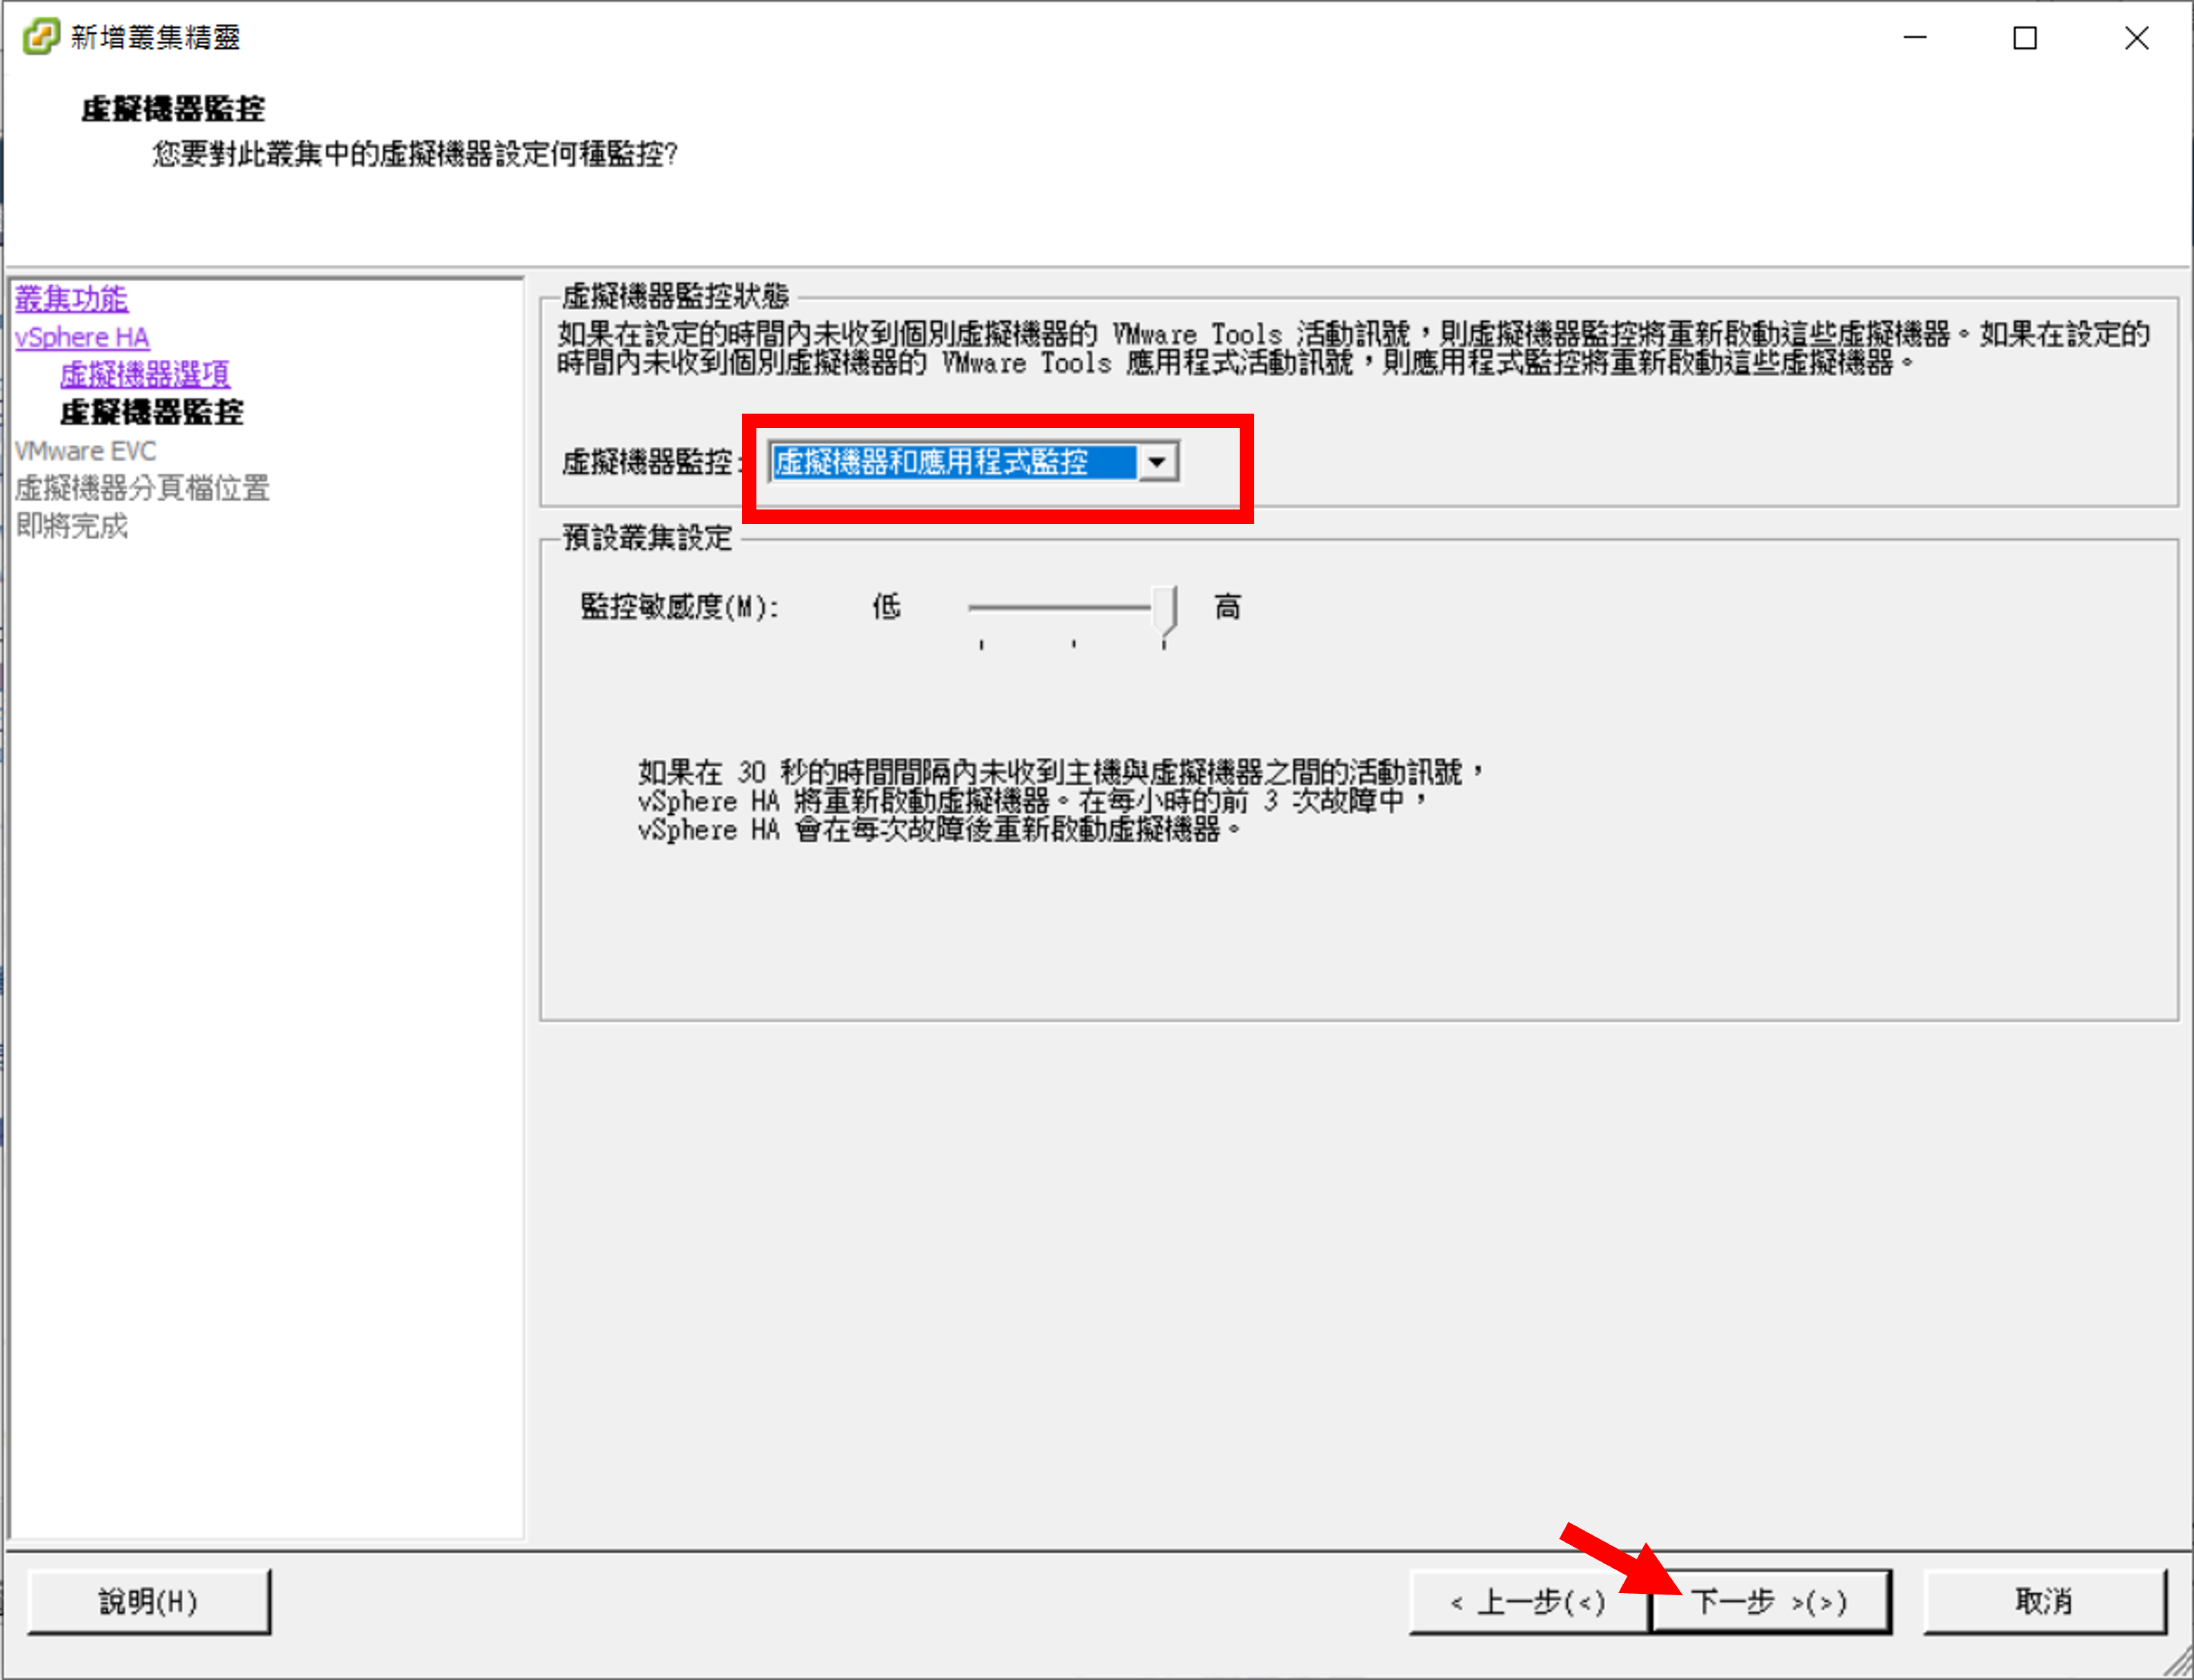 新增叢集精靈
虛擬機器監控
您要對此叢集中的虛擬機器設定何種監控?
叢集功能
vSphere HA
虛擬機器選項
虛擬機器監控
VMware EVC
虛擬機器分頁檔位置
即將完成
虛擬機器監控狀態
如果在設定的時間內未收到個別虛擬機器的 VMware Tools 活動訊號，則虛擬機器監控將重新啟動這些虛擬機器。如果在設定的
時間內未收到個別虛擬機器的 VMware Tools 應用程式活動訊號，則應用程式監控將重新啟動這些虛擬機器。
虛擬機器監控: 虛擬機器和應用程式監控
預設叢集設定
監控敏感度(M): 低 高
如果在 30 秒的時間間隔內未收到主機與虛擬機器之間的活動訊號，
vSphere HA 將重新啟動虛擬機器。在每小時的前 3 次故障中，
vSphere HA 會在每次故障後重新啟動虛擬機器。
說明(H) < 上一步(<) 下一步 >(>) 取消